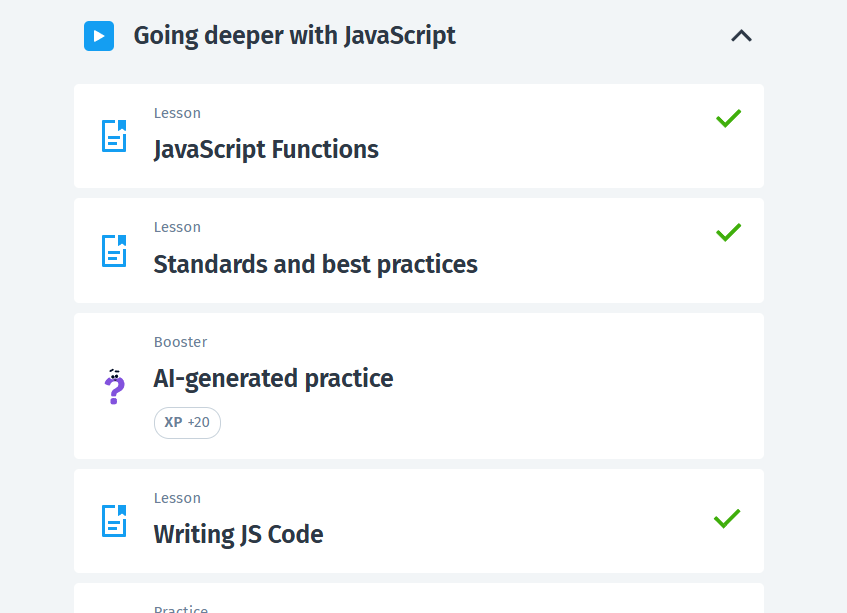 Going deeper with JavaScript
Lesson
JavaScript Functions
Lesson
Standards and best practices
Booster
AI-generated practice
XP +20
Lesson
Writing JS Code
Practice